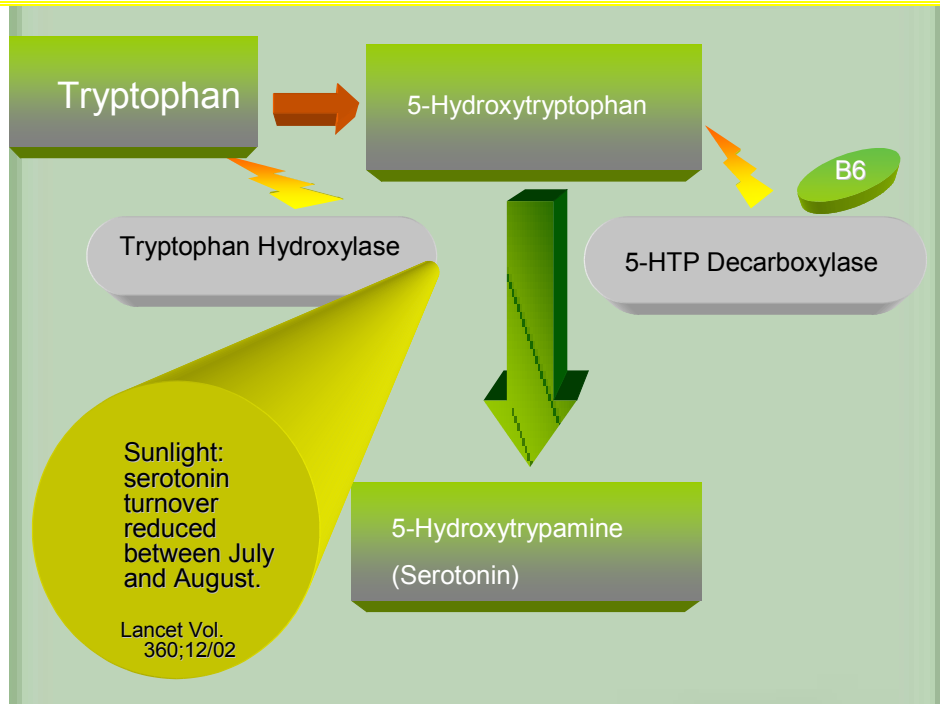 Tryptophan
5-Hydroxytryptophan
B6
Tryptophan Hydroxylase
5-HTP Decarboxylase
Sunlight:
serotonin
turnover
reduced
between July
and August.
Lancet Vol.
360;12/02
5-Hydroxytrypamine
(Serotonin)